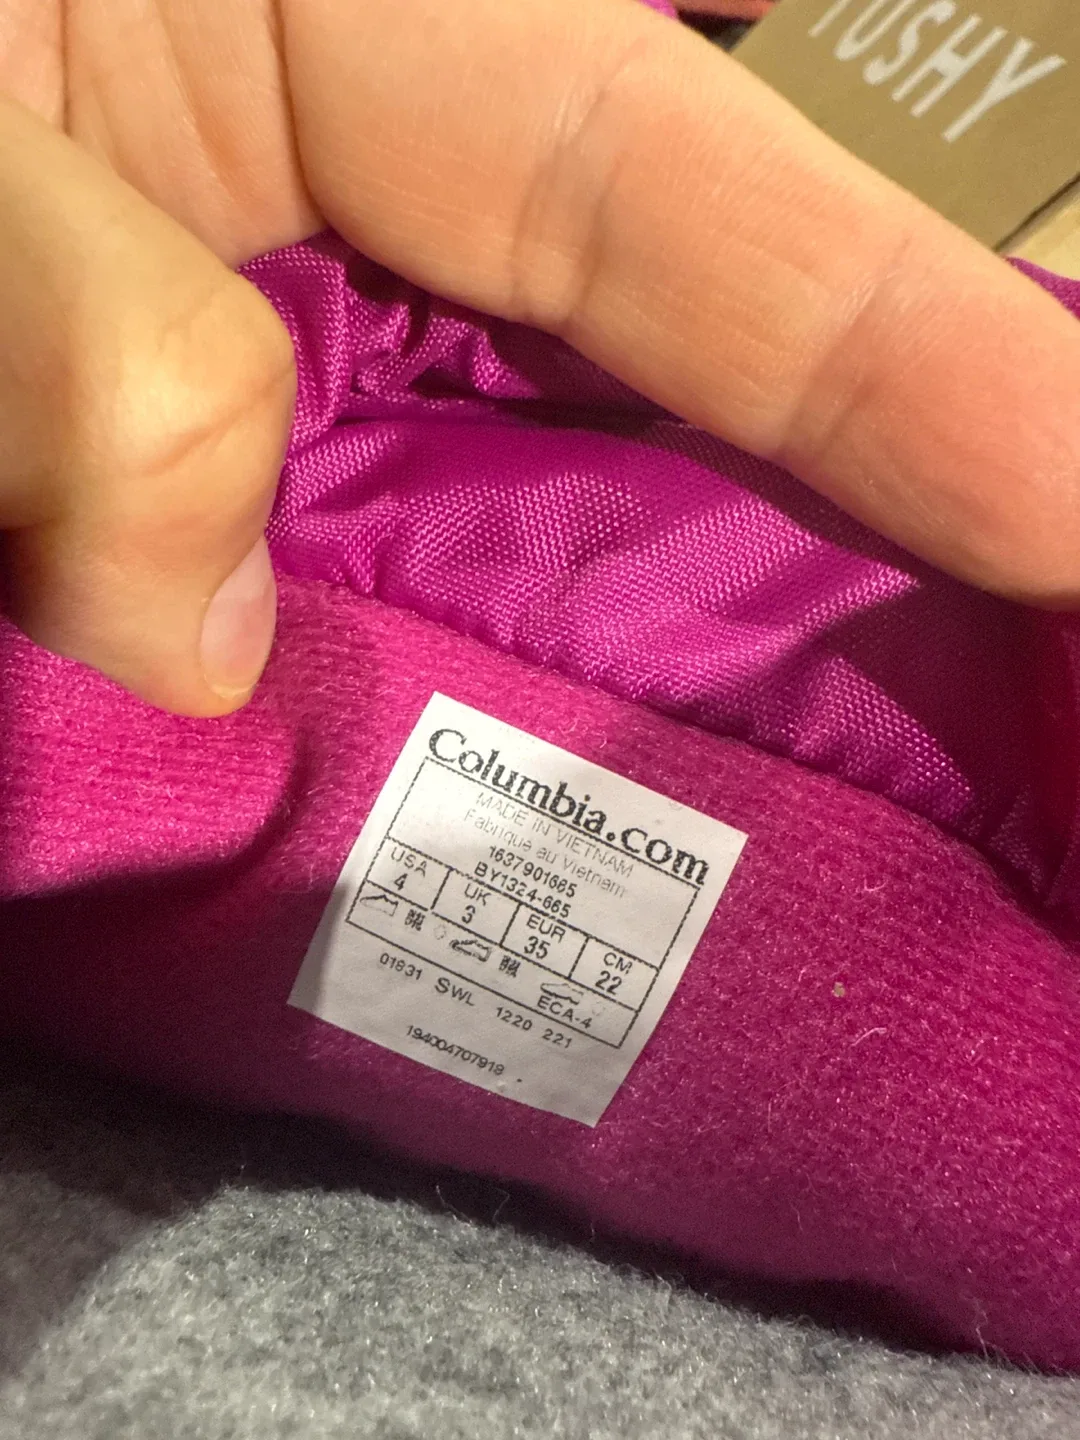 TUSHY
Columbia.com
MADE IN VIETNAM
Fabriqué au Vietnam
1637901665
BY1324-665
USA UK EUR CM
4 3 35 22
ECA-4
01831 SWL 1220 221
194004707918